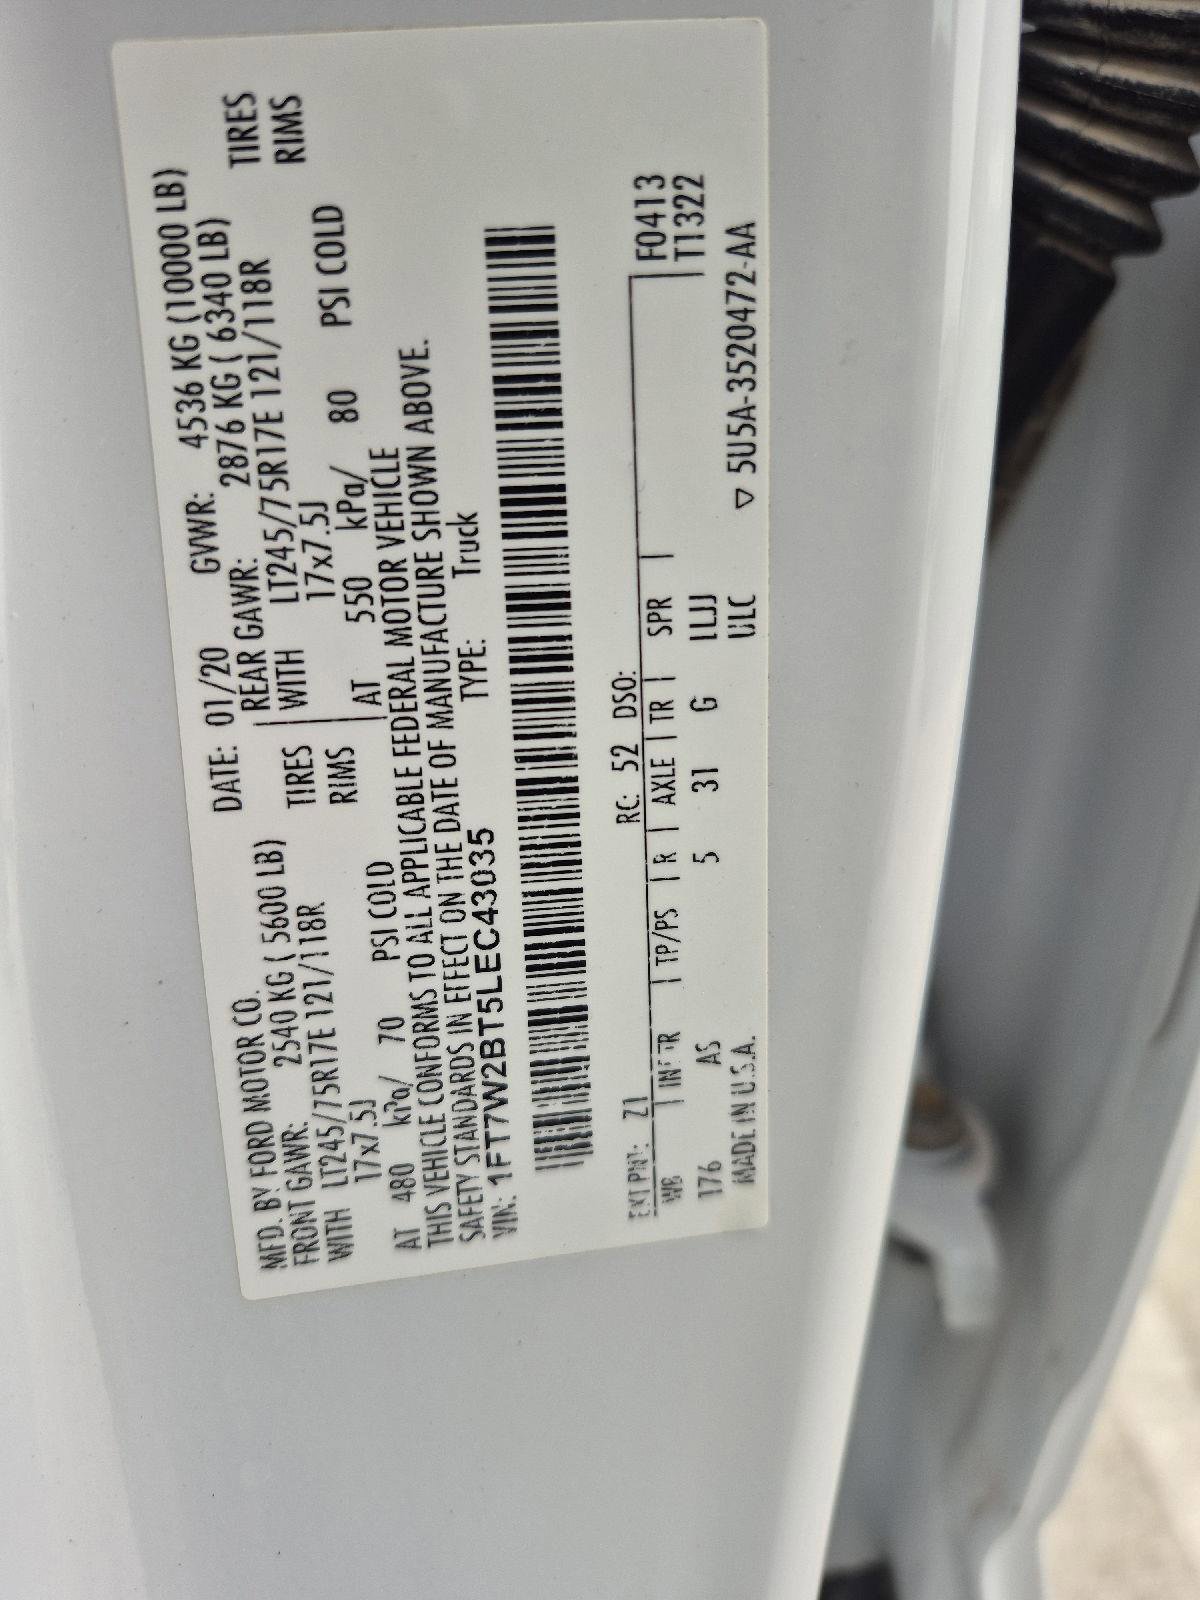 MFD. BY FORD MOTOR CO. DATE: 01/20 GVWR: 4536 KG (10000 LB)
FRONT GAWR: 2540 KG ( 5600 LB) REAR GAWR: 2876 KG ( 6340 LB)
WITH LT245/75R17E 121/118R TIRES WITH LT245/75R17E 121/118R TIRES
17x7.5J RIMS 17x7.5J RIMS
AT 480 kPa/ 70 PSI COLD AT 550 kPa/ 80 PSI COLD
THIS VEHICLE CONFORMS TO ALL APPLICABLE FEDERAL MOTOR VEHICLE
SAFETY STANDARDS IN EFFECT ON THE DATE OF MANUFACTURE SHOWN ABOVE.
VIN: 1FT7W2BT5LEC43035 TYPE: Truck
EXT PNT: Z1 RC: 52 DSO:
WB INT TR TP/PS R AXLE TR SPR F0413
176 AS 5 31 G LLJJ T1322
ULC
MADE IN U.S.A. ▽ 5U5A-3520472-AA